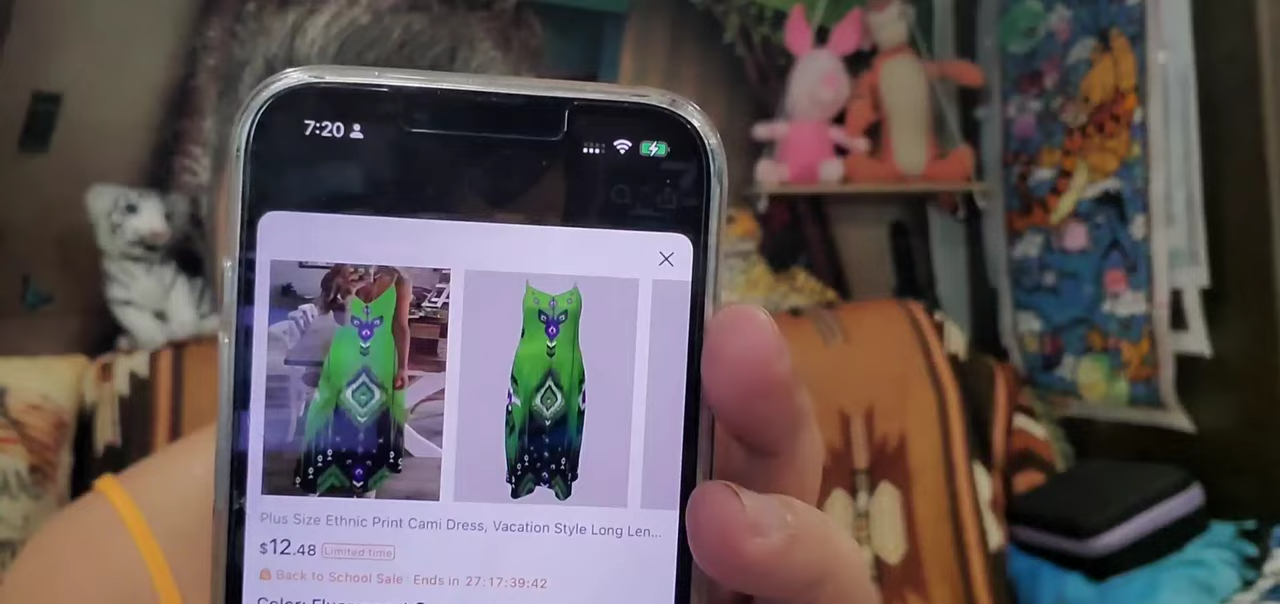 7:20
Plus Size Ethnic Print Cami Dress, Vacation Style Long Len...
$12.48 Limited time
Back to School Sale · Ends in 27:17:39:42
Color: